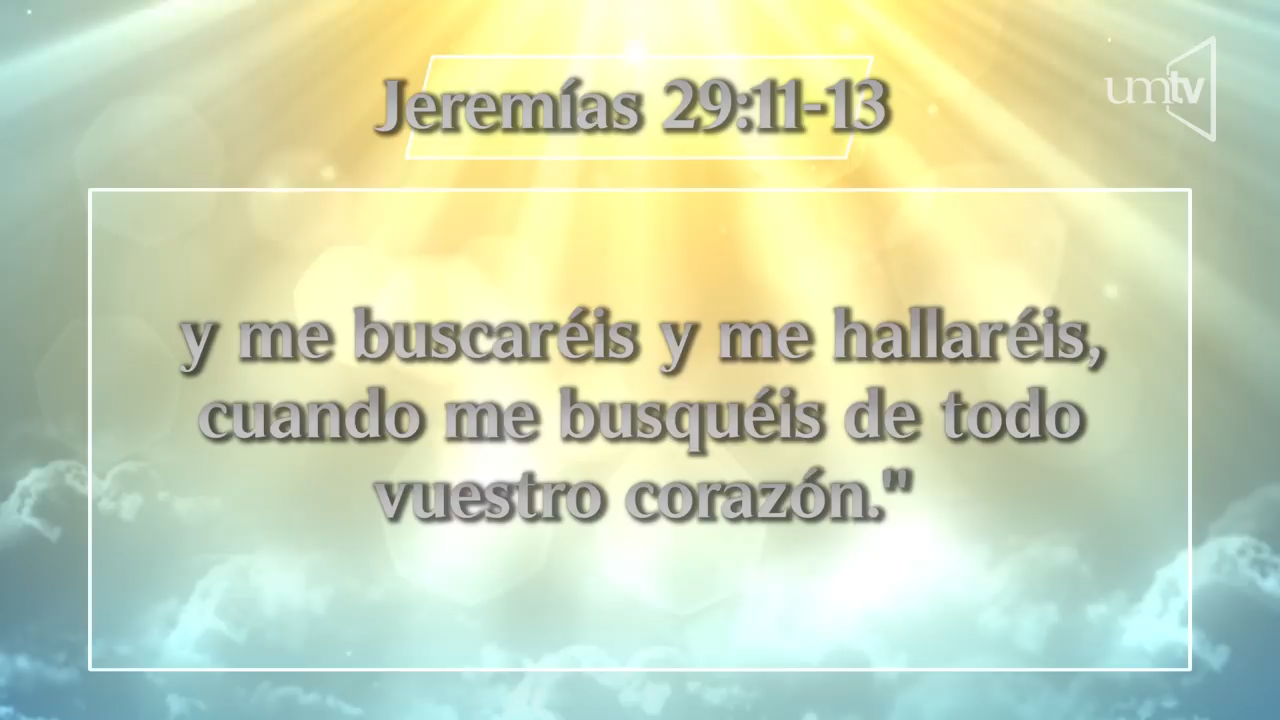 Jeremías 29:11-13
umtv
y me buscaréis y me hallaréis,
cuando me busquéis de todo
vuestro corazón."